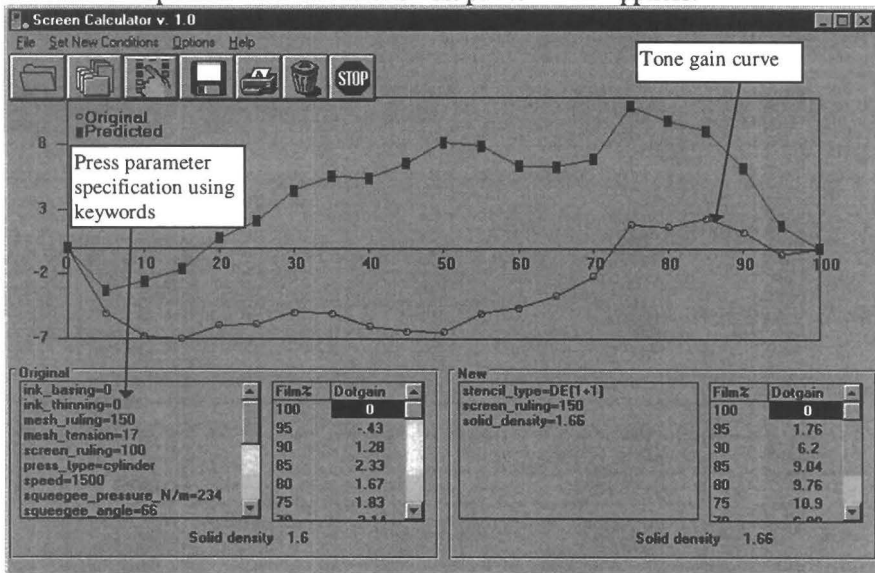 Screen Calculator v. 1.0
File Set New Conditions Options Help
STOP
Tone gain curve
Original
Predicted
Press parameter
specification using
keywords
8
3
-2
-7
0 10 20 30 40 50 60 70 80 90 100
Original
ink_basing=0
ink_thinning=0
mesh_ruling=150
mesh_tension=17
screen_ruling=100
press_type=cylinder
speed=1500
squeegee_pressure_N/m=234
squeegee_angle=66
Film% Dotgain
100 0
95 -.43
90 1.28
85 2.33
80 1.67
75 1.83
Solid density 1.6
New
stencil_type=DE[1+1]
screen_ruling=150
solid_density=1.66
Film% Dotgain
100 0
95 1.76
90 6.2
85 9.04
80 9.76
75 10.9
Solid density 1.66